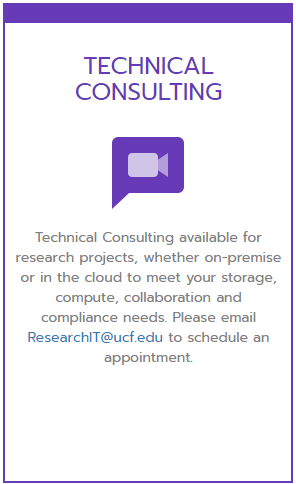 TECHNICAL
CONSULTING
Technical Consulting available for
research projects, whether on-premise
or in the cloud to meet your storage,
compute, collaboration and
compliance needs. Please email
ResearchIT@ucf.edu to schedule an
appointment.